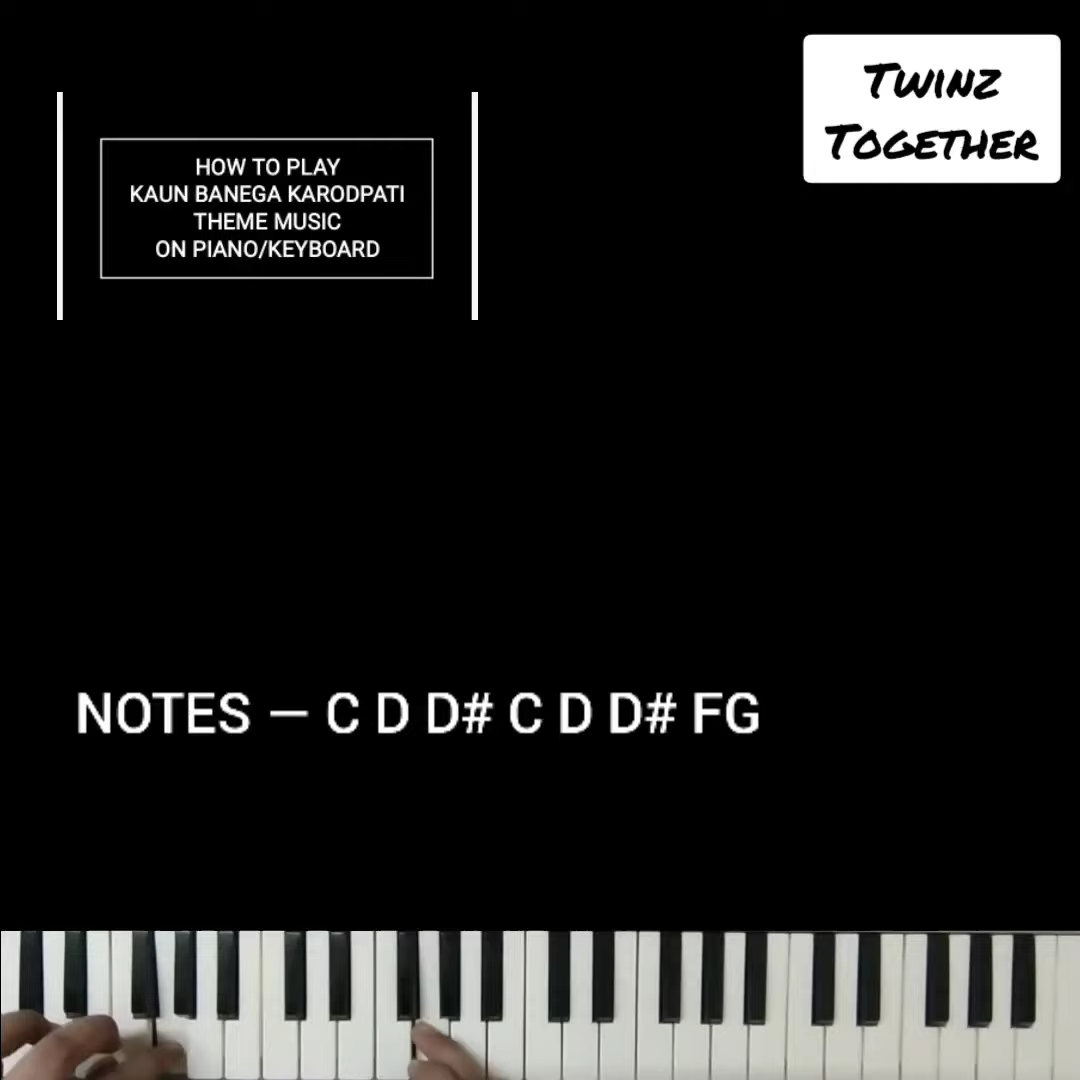 HOW TO PLAY
KAUN BANEGA KARODPATI
THEME MUSIC
ON PIANO/KEYBOARD
TWINZ
TOGETHER
NOTES — C D D# C D D# FG